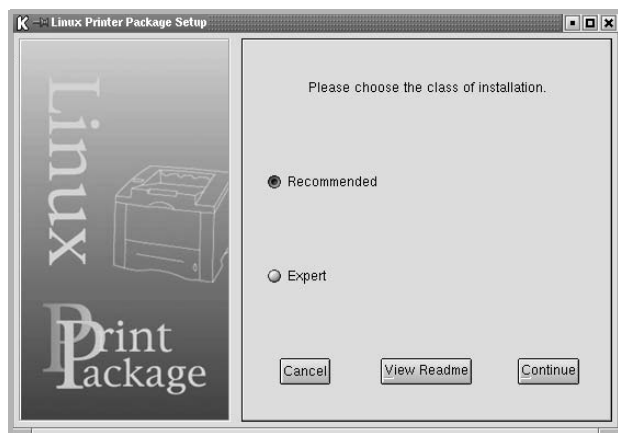 Linux Printer Package Setup
Linux
Print
Package
Please choose the class of installation.
Recommended
Expert
Cancel
View Readme
Continue